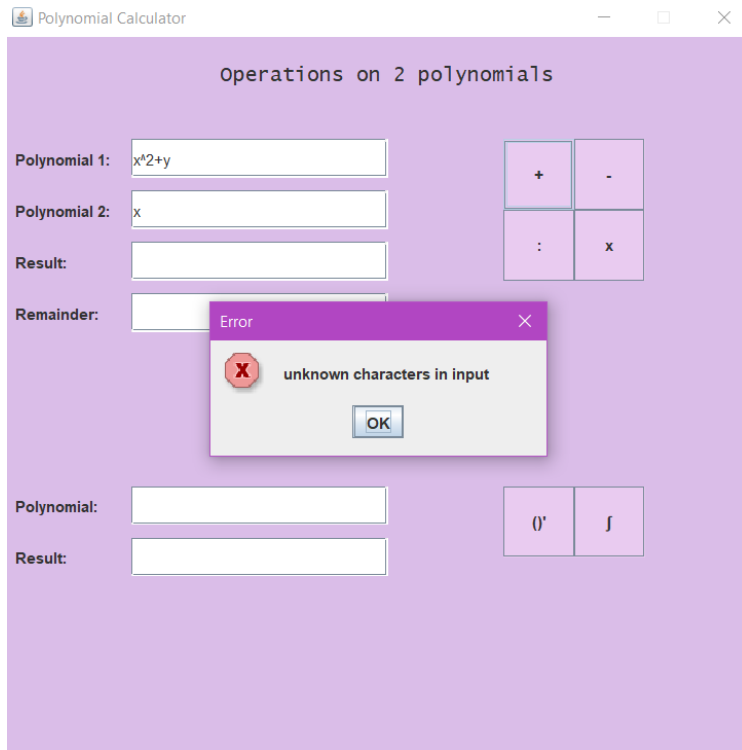 Polynomial Calculator
Operations on 2 polynomials
Polynomial 1: x^2+y
+ -
Polynomial 2: x
Result:
: x
Remainder:
Error
X unknown characters in input
OK
Polynomial:
()' ∫
Result: